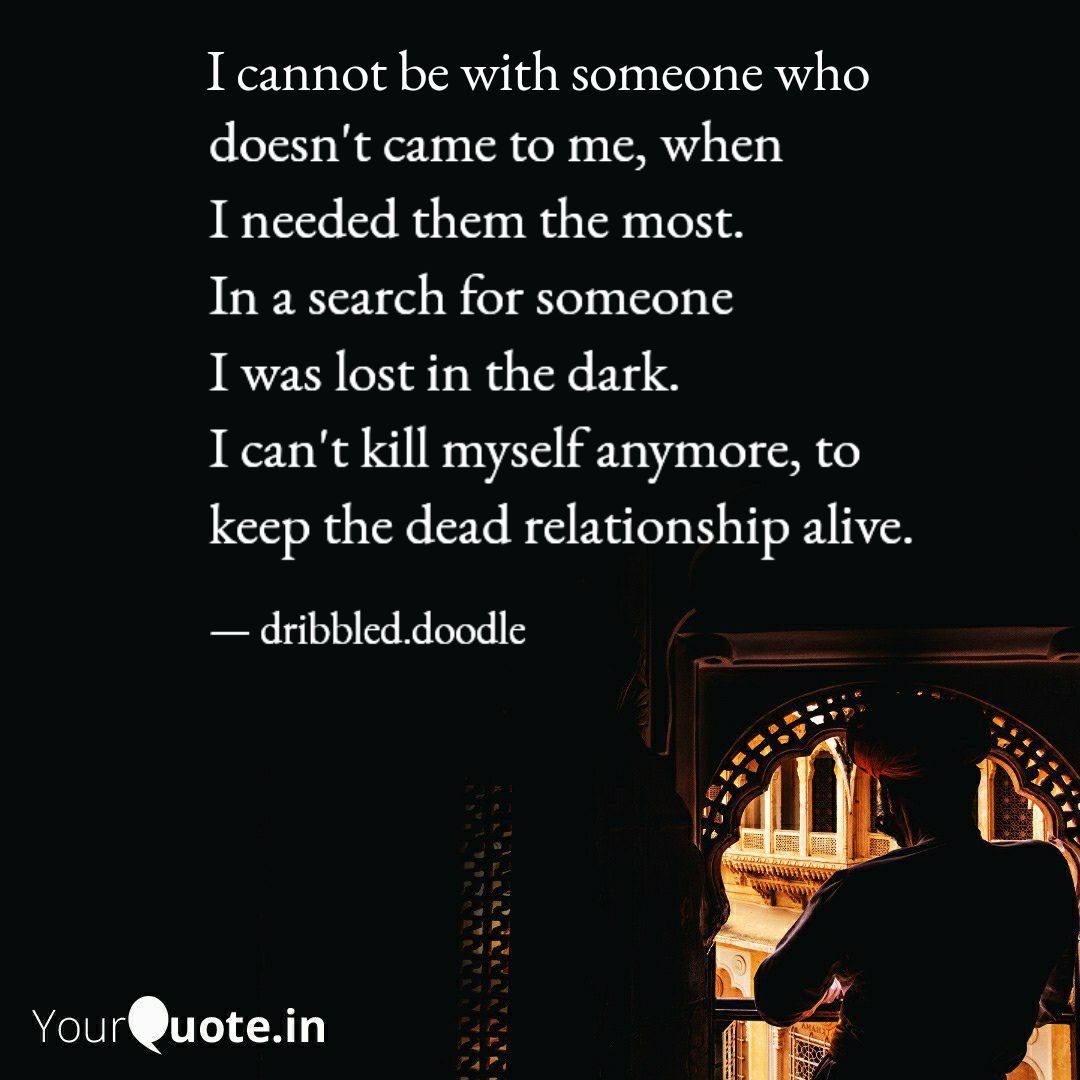 I cannot be with someone who
doesn't came to me, when
I needed them the most.
In a search for someone
I was lost in the dark.
I can't kill myself anymore, to
keep the dead relationship alive.
— dribbled.doodle
YourQuote.in